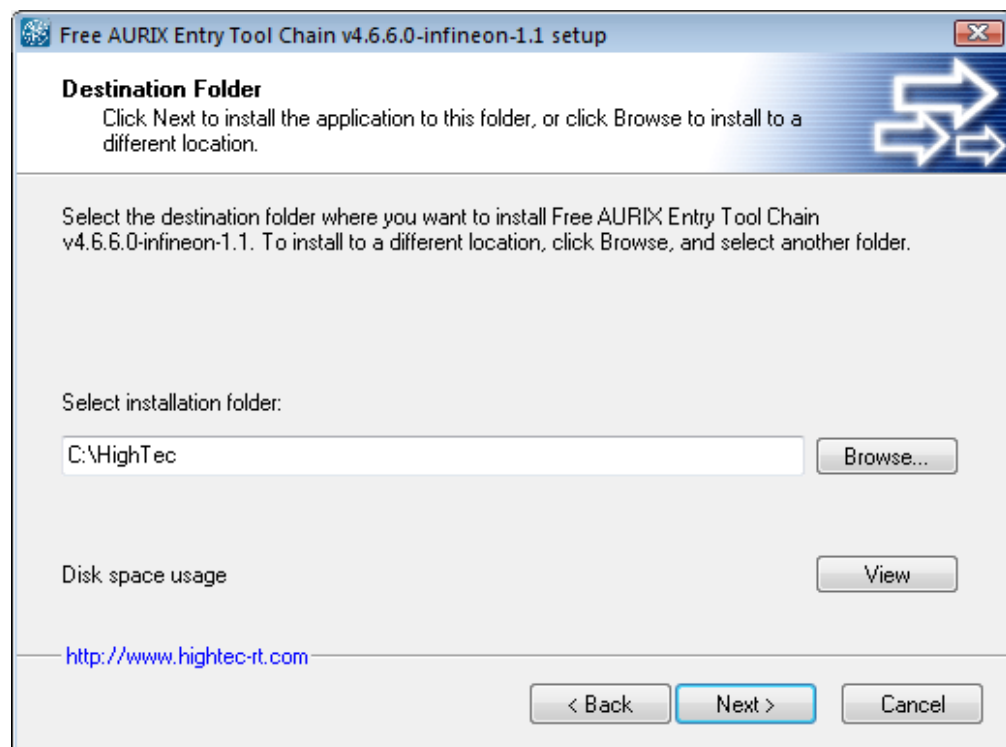 Free AURIX Entry Tool Chain v4.6.6.0-infineon-1.1 setup
Destination Folder
Click Next to install the application to this folder, or click Browse to install to a
different location.
Select the destination folder where you want to install Free AURIX Entry Tool Chain
v4.6.6.0-infineon-1.1. To install to a different location, click Browse, and select another folder.
Select installation folder:
C:\HighTec
Browse...
Disk space usage
View
http://www.hightec-rt.com
< Back
Next >
Cancel